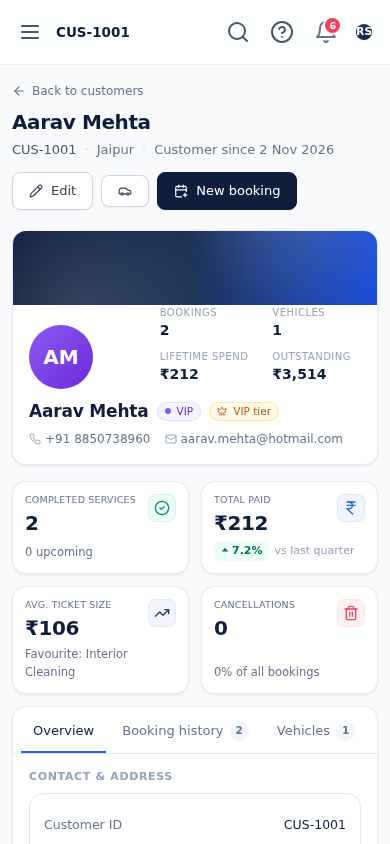 CUS-1001
6
RS
Back to customers
Aarav Mehta
CUS-1001 · Jaipur · Customer since 2 Nov 2026
Edit
New booking
BOOKINGS
2
VEHICLES
1
LIFETIME SPEND
₹212
OUTSTANDING
₹3,514
AM
Aarav Mehta
VIP
VIP tier
+91 8850738960
aarav.mehta@hotmail.com
COMPLETED SERVICES
2
0 upcoming
TOTAL PAID
₹212
7.2% vs last quarter
AVG. TICKET SIZE
₹106
Favourite: Interior
Cleaning
CANCELLATIONS
0
0% of all bookings
Overview
Booking history 2
Vehicles 1
CONTACT & ADDRESS
Customer ID
CUS-1001